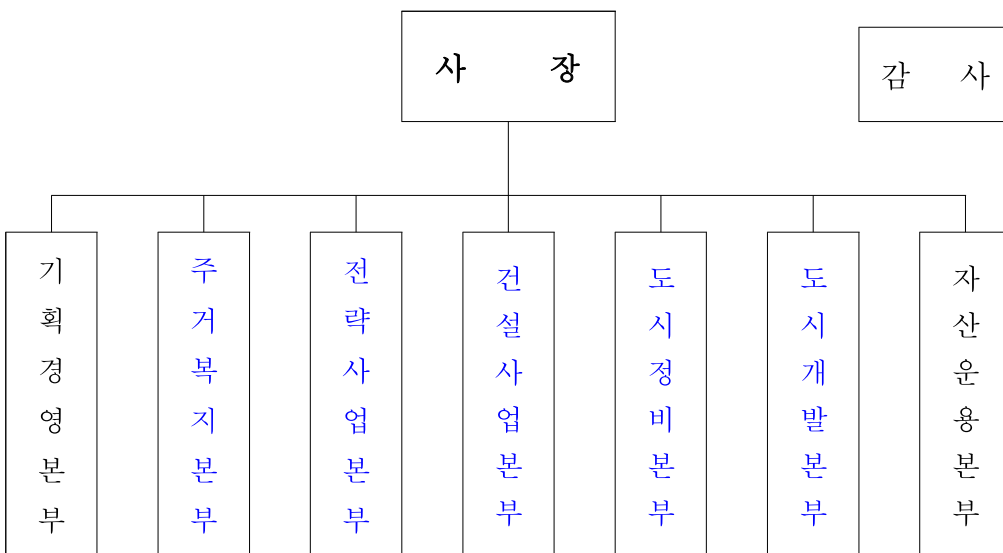 사 장
감 사
기획경영본부
주거복지본부
전략사업본부
건설사업본부
도시정비본부
도시개발본부
자산운용본부